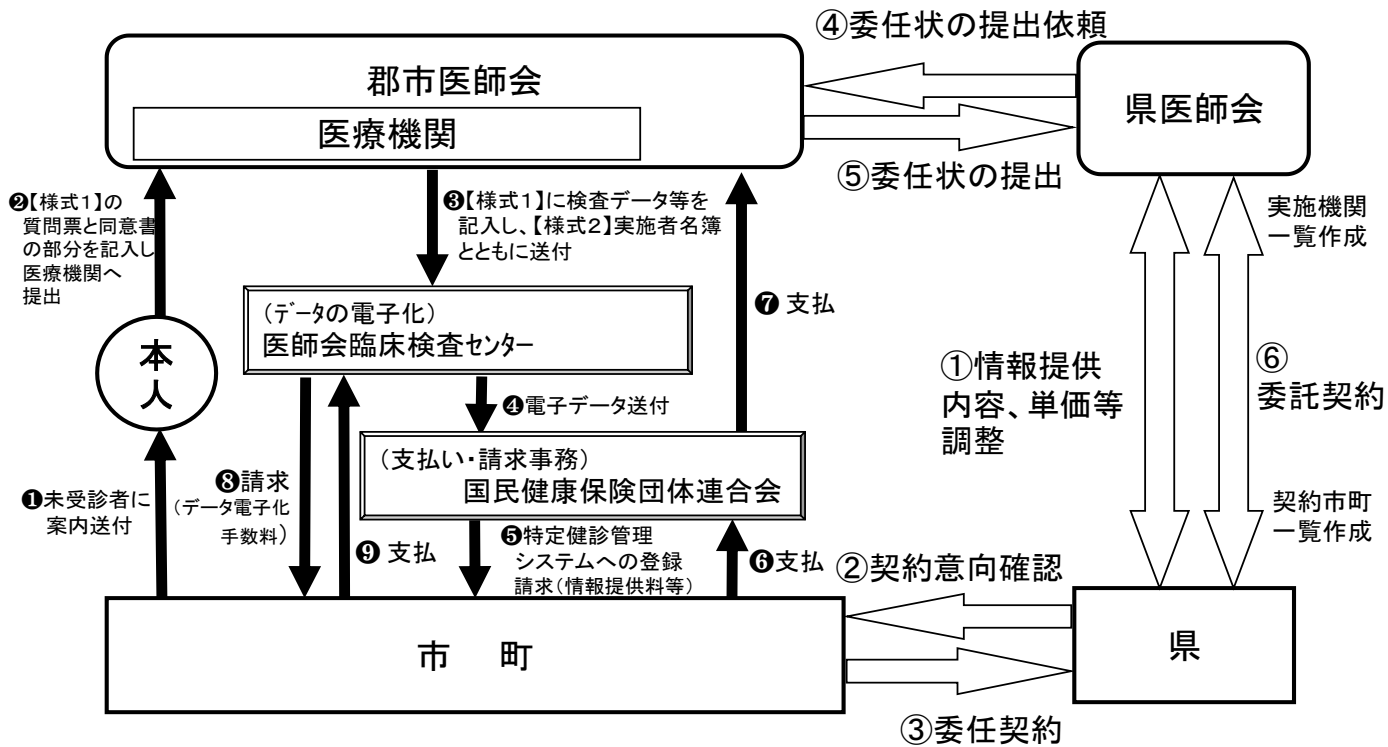 ④委任状の提出依頼
郡市医師会
医療機関
県医師会
⑤委任状の提出
❷【様式1】の
質問票と同意書
の部分を記入し
医療機関へ
提出
❸【様式1】に検査データ等を
記入し、【様式2】実施者名簿
とともに送付
実施機関
一覧作成
(データの電子化)
医師会臨床検査センター
❼ 支払
本
人
①情報提供
内容、単価等
調整
⑥
委託契約
❹電子データ送付
(支払い・請求事務)
国民健康保険団体連合会
❶未受診者に
案内送付
❽請求
(データ電子化
手数料)
❾ 支払
❺特定健診管理
システムへの登録
請求(情報提供料等)
❻支払
契約市町
一覧作成
②契約意向確認
市 町
県
③委任契約